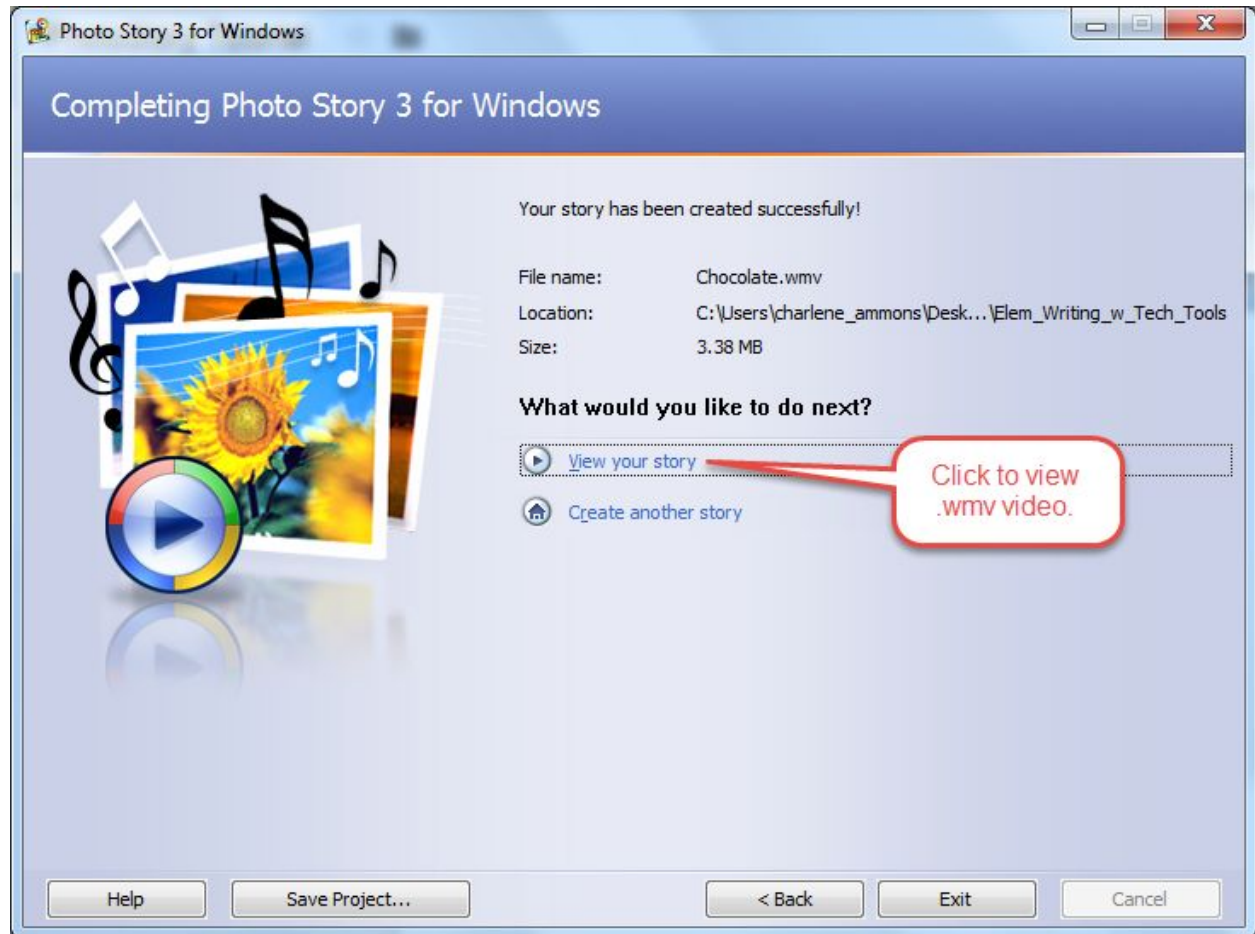 Photo Story 3 for Windows
Completing Photo Story 3 for Windows
Your story has been created successfully!
File name: Chocolate.wmv
Location: C:\Users\charlene_ammons\Desk...\Elem_Writing_w_Tech_Tools
Size: 3.38 MB
What would you like to do next?
View your story
Click to view
.wmv video.
Create another story
Help Save Project... < Back Exit Cancel